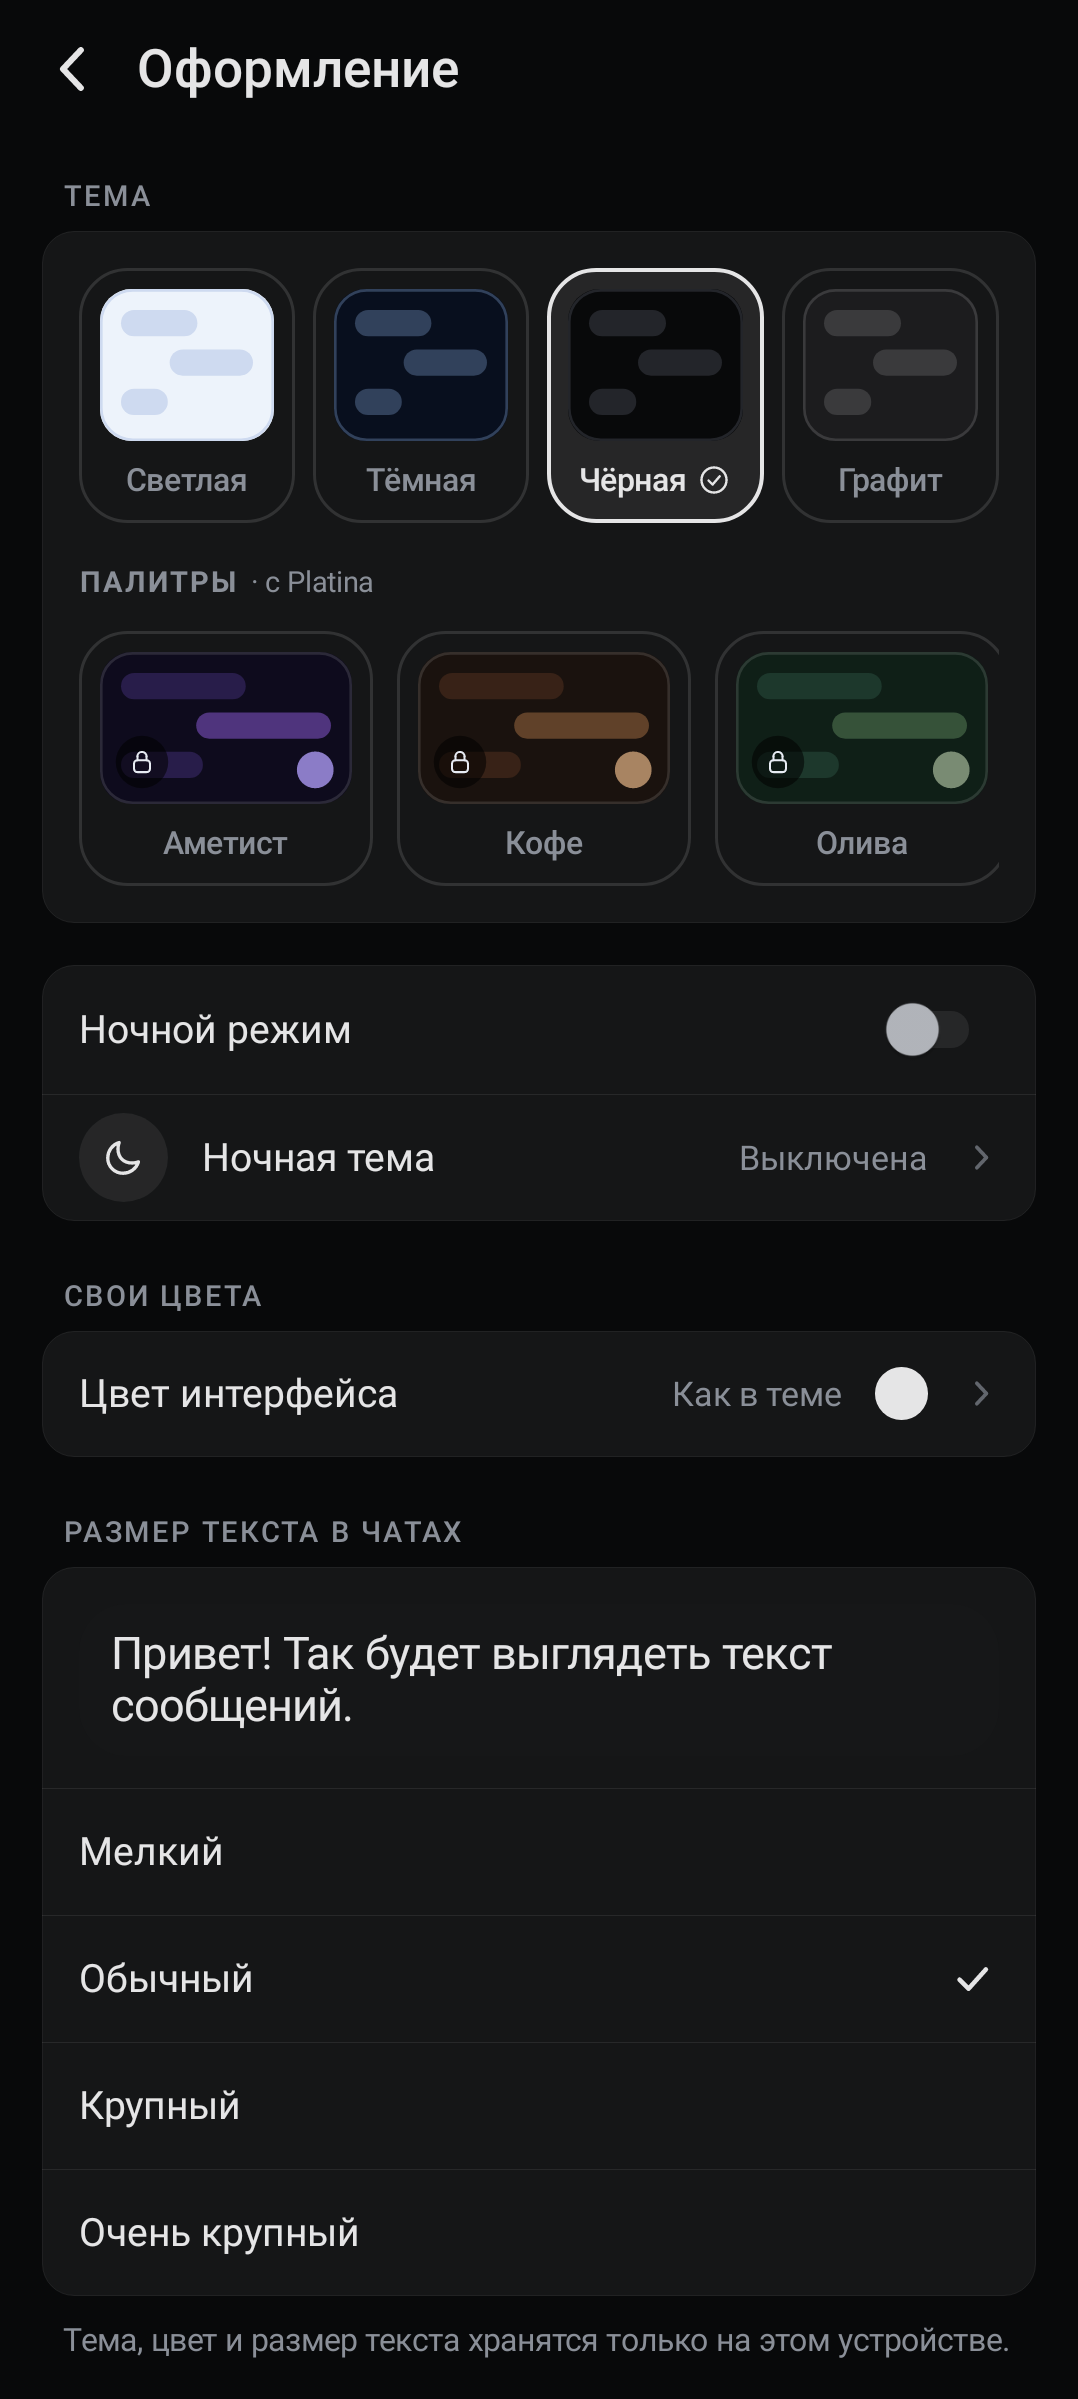 Оформление
ТЕМА
Светлая
Тёмная
Чёрная
Графит
ПАЛИТРЫ · с Platina
Аметист
Кофе
Олива
Ночной режим
Ночная тема
Выключена
СВОИ ЦВЕТА
Цвет интерфейса
Как в теме
РАЗМЕР ТЕКСТА В ЧАТАХ
Привет! Так будет выглядеть текст
сообщений.
Мелкий
Обычный
Крупный
Очень крупный
Тема, цвет и размер текста хранятся только на этом устройстве.